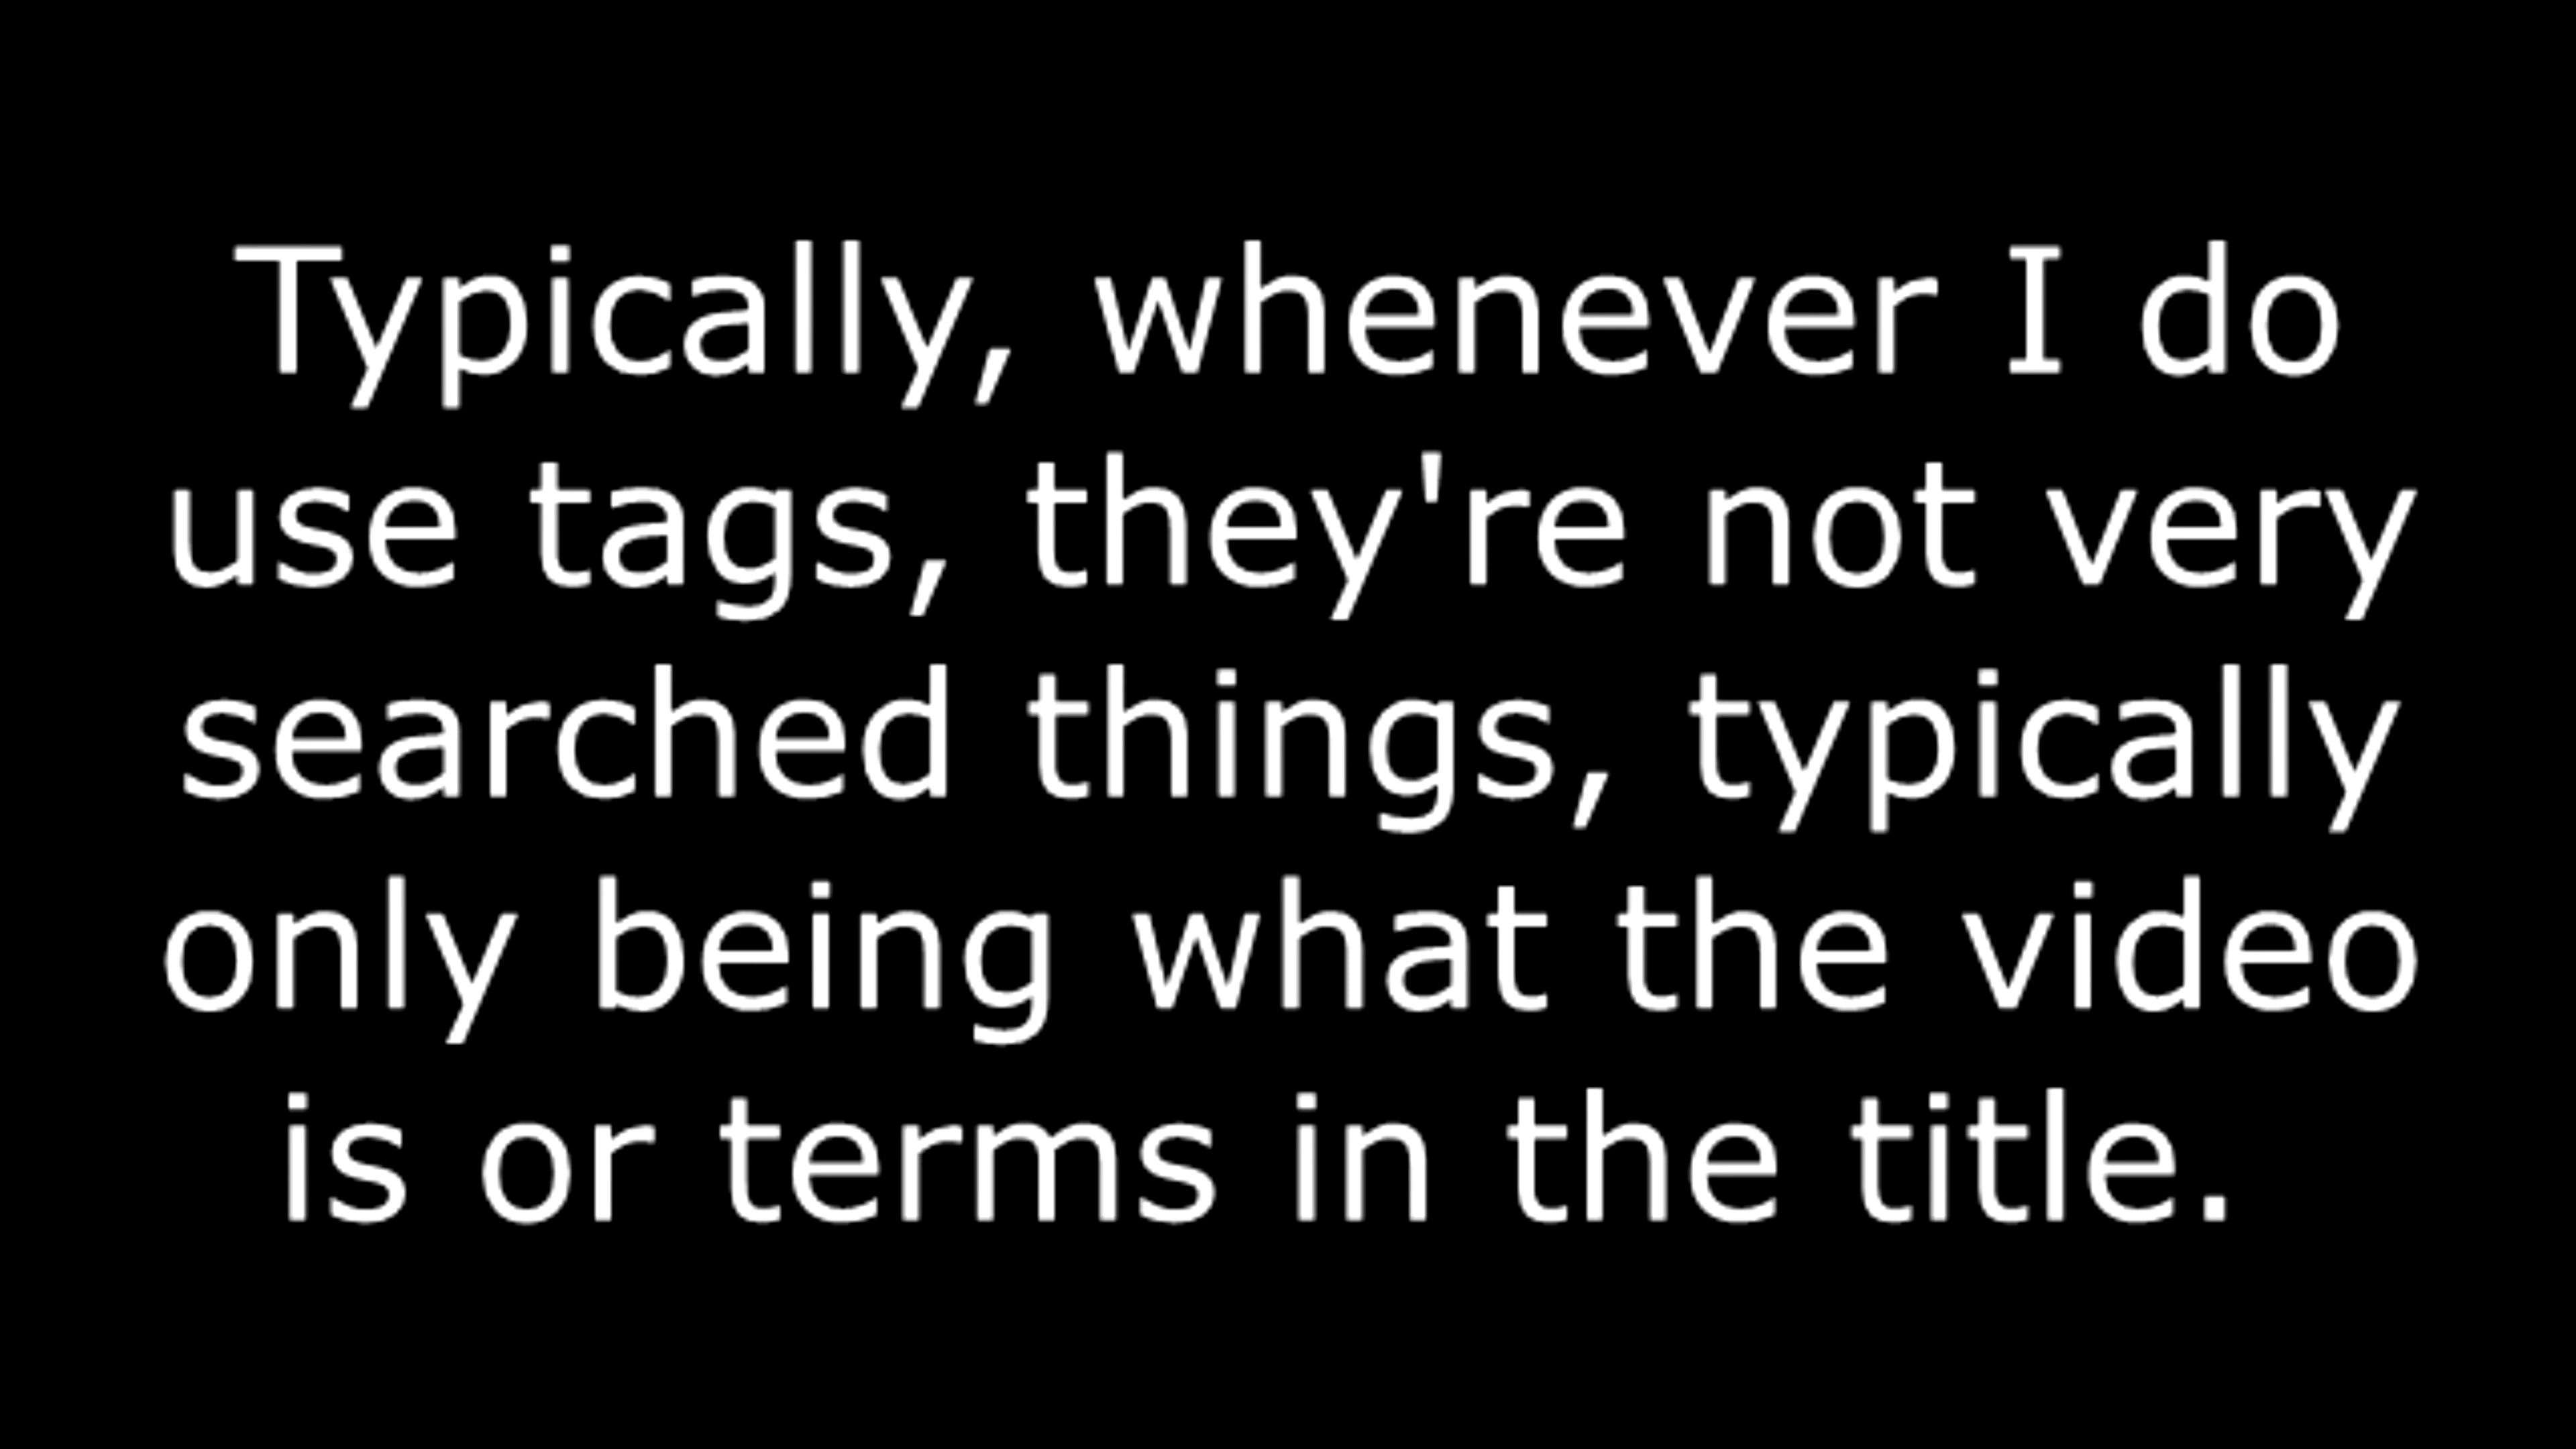 Typically, whenever I do
use tags, they're not very
searched things, typically
only being what the video
is or terms in the title.